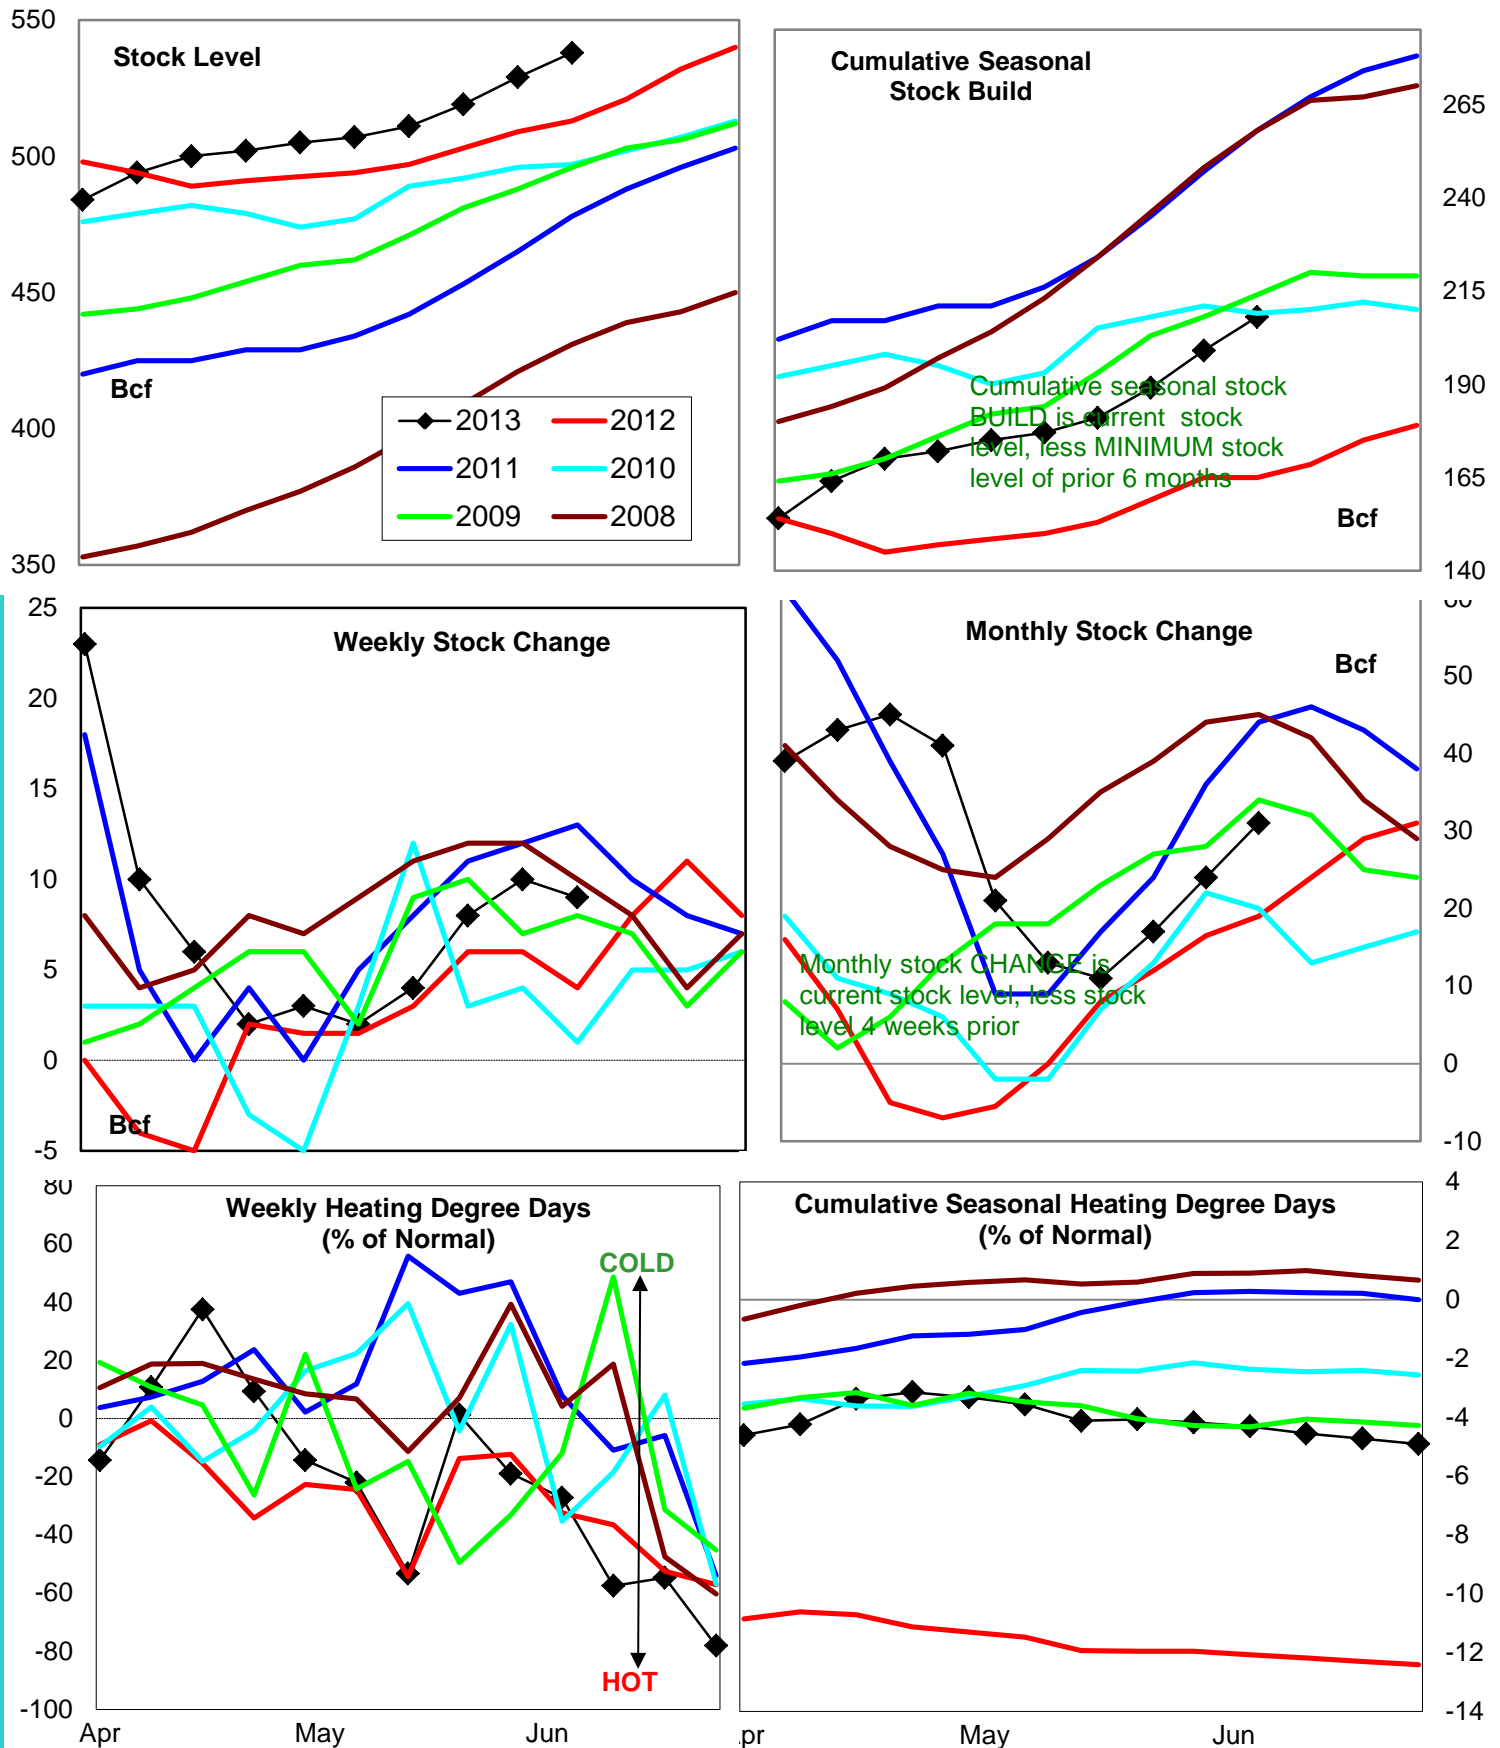 550
500
450
400
350
Stock Level
Bcf
2013
2012
2011
2010
2009
2008
Cumulative Seasonal
Stock Build
265
240
215
190
165
140
Cumulative seasonal stock
BUILD is current stock
level, less MINIMUM stock
level of prior 6 months
Bcf
25
20
15
10
5
0
-5
Weekly Stock Change
Bcf
Monthly Stock Change
Bcf
60
50
40
30
20
10
0
-10
Monthly stock CHANGE is
current stock level, less stock
level 4 weeks prior
80
60
40
20
0
-20
-40
-60
-80
-100
Weekly Heating Degree Days
(% of Normal)
COLD
HOT
Apr
May
Jun
Cumulative Seasonal Heating Degree Days
(% of Normal)
4
2
0
-2
-4
-6
-8
-10
-12
-14
pr
May
Jun